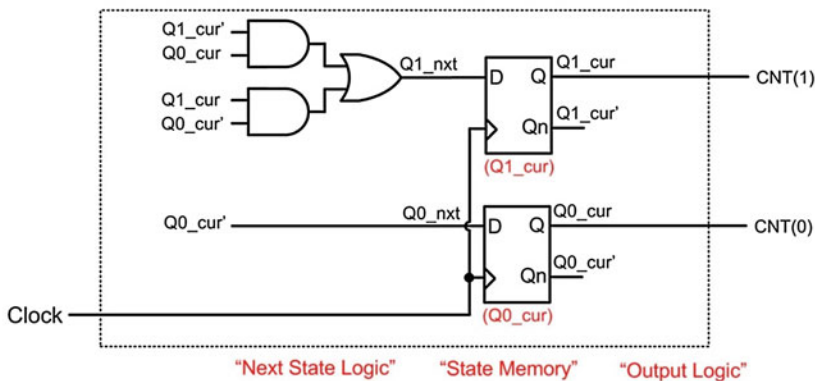 Q1_cur'
Q0_cur
Q1_cur
Q0_cur'
Q1_nxt
D
Q
Qn
Q1_cur
Q1_cur'
(Q1_cur)
CNT(1)
Q0_cur'
Q0_nxt
D
Q
Qn
Q0_cur
Q0_cur'
(Q0_cur)
CNT(0)
Clock
"Next State Logic" "State Memory" "Output Logic"